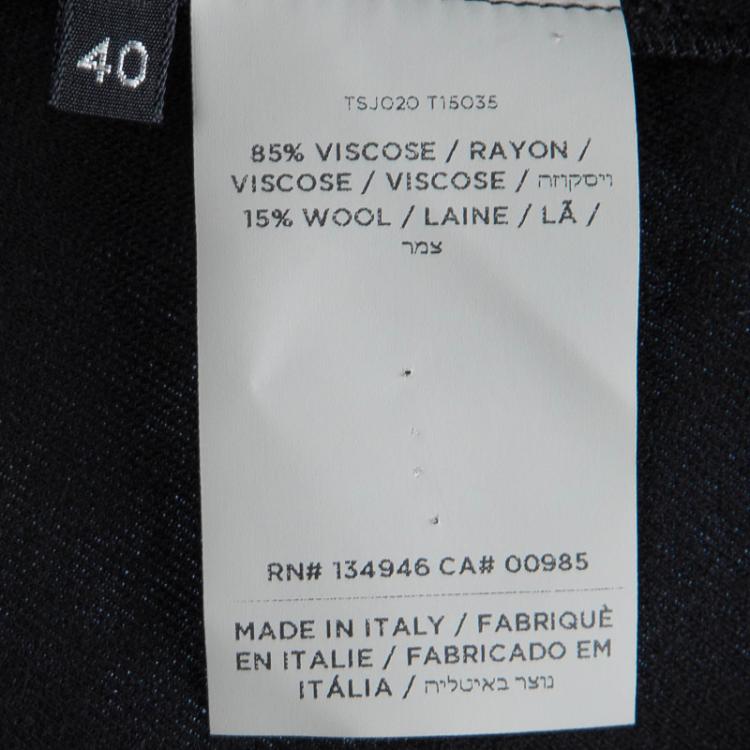 40
TSJ020 T15035
85% VISCOSE / RAYON /
VISCOSE / VISCOSE / ויסקוזה
15% WOOL / LAINE / LÃ /
צמר
RN# 134946 CA# 00985
MADE IN ITALY / FABRIQUÈ
EN ITALIE / FABRICADO EM
ITÁLIA / נוצר באיטליה